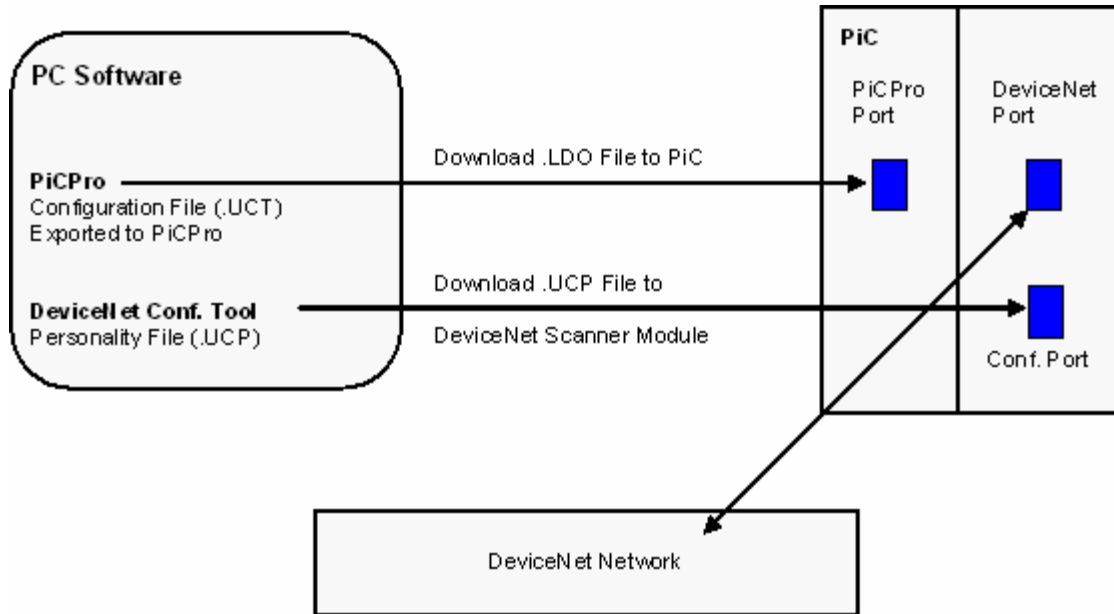 PC Software
PiCPro
Configuration File (.UCT)
Exported to PiCPro
DeviceNet Conf. Tool
Personality File (.UCP)
Download .LDO File to PiC
Download .UCP File to
DeviceNet Scanner Module
PiC
PiCPro
Port
DeviceNet
Port
Conf. Port
DeviceNet Network